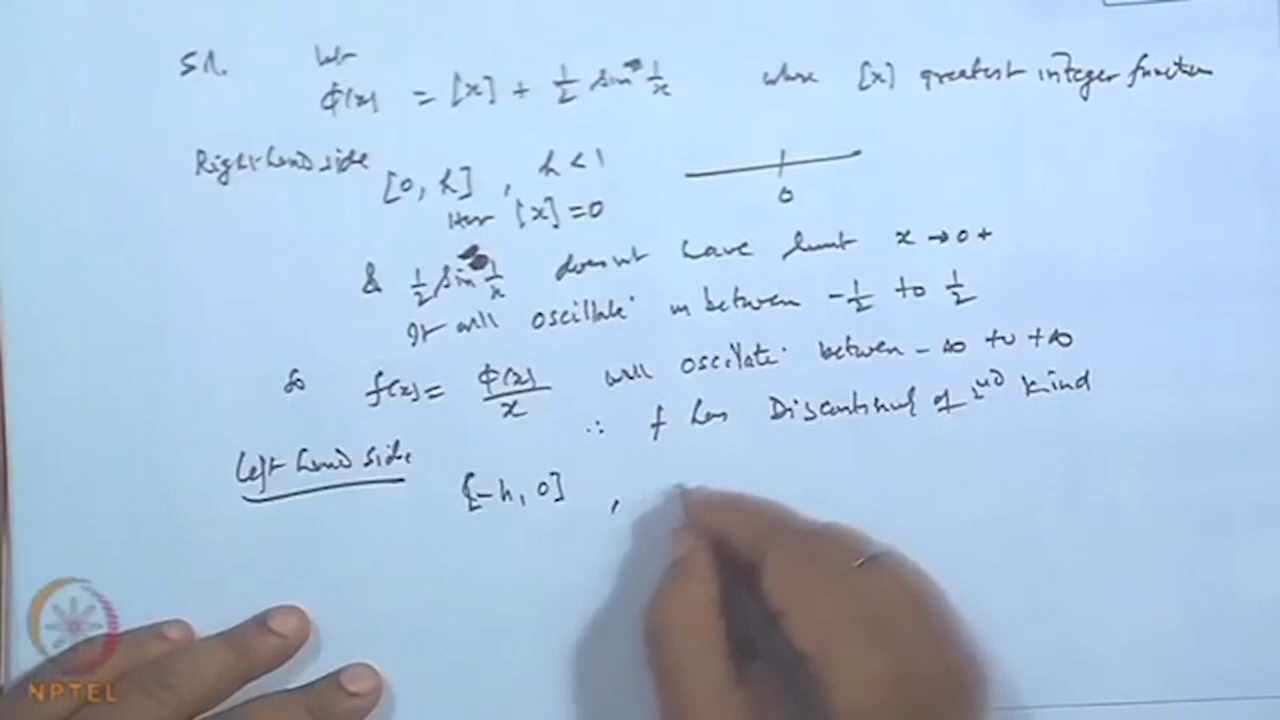 Sol. Let
φ(x) = [x] + 1/2 sin 1/x where [x] greatest integer function
Right hand side [0, h], h < 1
0
Here [x] = 0
& 1/2 sin 1/x doesnt have limit x → 0+
It will oscillate in between -1/2 to 1/2
So f(x) = φ(x)/x will oscillate between -∞ to +∞
∴ f has Discontinuity of 2nd Kind
Left hand side [-h, 0] ,
NPTEL